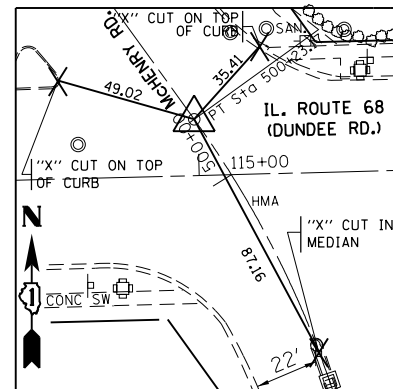 "X" CUT ON TOP
OF CURB
SAN.
McHENRY RD.
49.02
35.41
PT Sta 500+23.
IL. ROUTE 68
(DUNDEE RD.)
500+00
115+00
"X" CUT ON TOP
OF CURB
HMA
"X" CUT IN
MEDIAN
N
87.16
1
CONC SW
22'